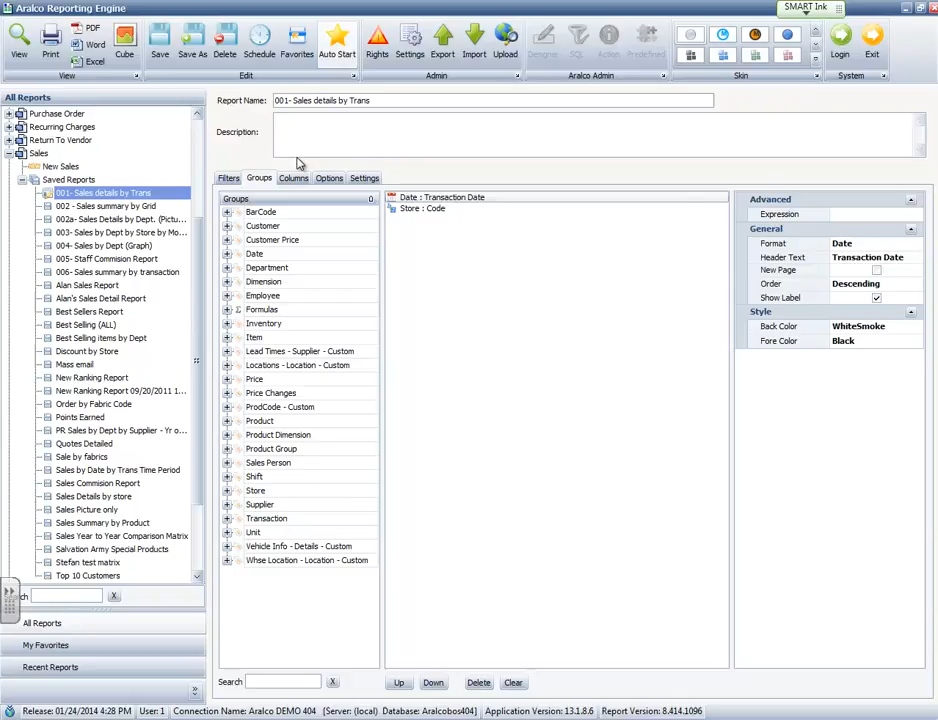 Aralco Reporting Engine
SMART Ink
View
Print
PDF
Word
Excel
Cube
View
Save
Save As
Delete
Schedule
Favorites
Auto Start
Edit
Rights
Settings
Export
Import
Upload
Admin
Designer
SQL
Actions
Predefined
Aralco Admin
Skin
Login
Exit
System
All Reports
Purchase Order
Recurring Charges
Return To Vendor
Sales
New Sales
Saved Reports
001- Sales details by Trans
002 - Sales summary by Grid
002a- Sales Details by Dept. (Pictu...
003- Sales by Dept by Store by Mo...
004- Sales by Dept (Graph)
005- Staff Commision Report
006- Sales summary by transaction
Alan Sales Report
Alan's Sales Detail Report
Best Sellers Report
Best Selling (ALL)
Best Selling items by Dept
Discount by Store
Mass email
New Ranking Report
New Ranking Report 09/20/2011 1...
Order by Fabric Code
Points Earned
PR Sales by Dept by Supplier - Yr o...
Quotes Detailed
Sale by fabrics
Sales by Date by Trans Time Period
Sales Commision Report
Sales Details by store
Sales Picture only
Sales Summary by Product
Sales Year to Year Comparison Matrix
Salvation Army Special Products
Stefan test matrix
Top 10 Customers
X
All Reports
My Favorites
Recent Reports
Report Name: 001- Sales details by Trans
Description:
Filters Groups Columns Options Settings
Groups
BarCode
Customer
Customer Price
Date
Department
Dimension
Employee
Formulas
Inventory
Item
Lead Times - Supplier - Custom
Locations - Location - Custom
Price
Price Changes
ProdCode - Custom
Product
Product Dimension
Product Group
Sales Person
Shift
Store
Supplier
Transaction
Unit
Vehicle Info - Details - Custom
Whse Location - Location - Custom
Search X
Date : Transaction Date
Store : Code
Up Down Delete Clear
Advanced
Expression
General
Format Date
Header Text Transaction Date
New Page
Order Descending
Show Label
Style
Back Color WhiteSmoke
Fore Color Black
Release: 01/24/2014 4:28 PM User: 1 Connection Name: Aralco DEMO 404 [Server: (local) Database: Aralcobos404] Application Version: 13.1.8.6 Report Version: 8.414.1096